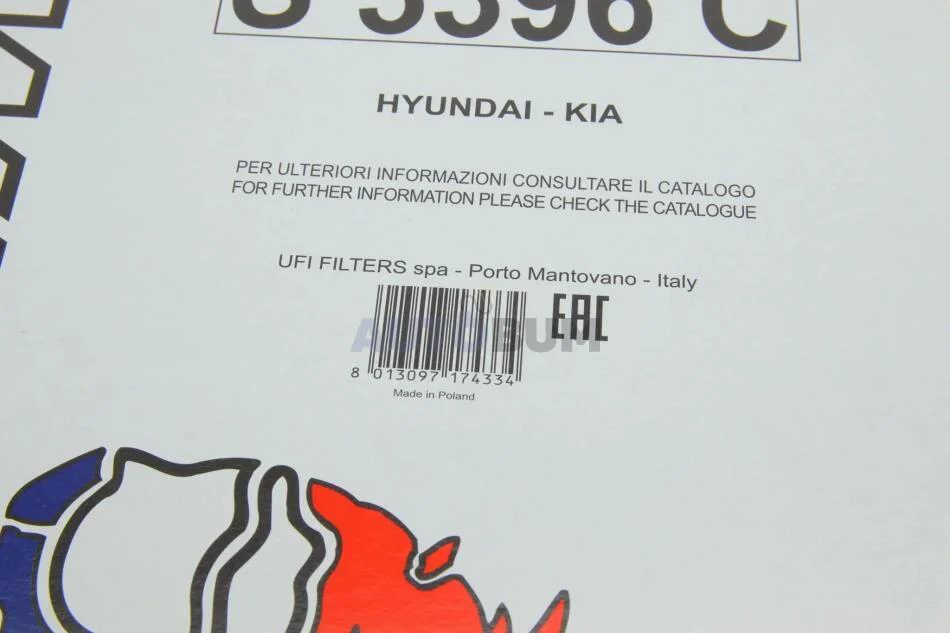 HYUNDAI - KIA
PER ULTERIORI INFORMAZIONI CONSULTARE IL CATALOGO
FOR FURTHER INFORMATION PLEASE CHECK THE CATALOGUE
UFI FILTERS spa - Porto Mantovano - Italy
EAC
AUTOBUM
8 013097 174334
Made in Poland